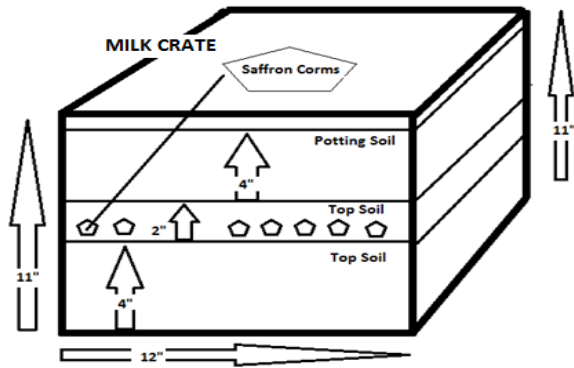 MILK CRATE
Saffron Corms
11"
Potting Soil
4"
Top Soil
2"
Top Soil
11"
4"
12"